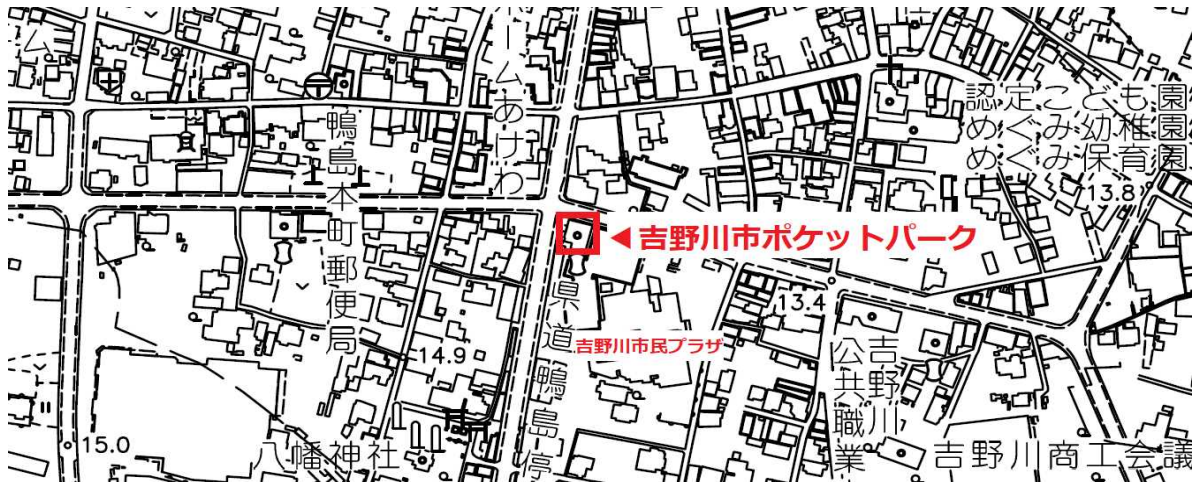 ームあけわ
認定こども園
めぐみ幼稚園
めぐみ保育園
13.8
鴨島本町郵便局
◀吉野川市ポケットパーク
13.4
県道鴨島停
吉野川市民プラザ
14.9
吉野川
公共職業
15.0
八幡神社
吉野川商工会議